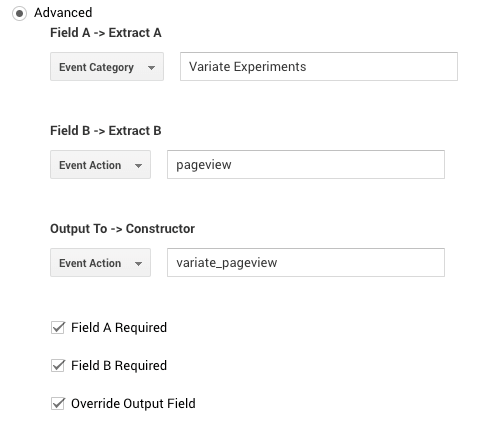 Advanced
Field A -> Extract A
Event Category
Variate Experiments
Field B -> Extract B
Event Action
pageview
Output To -> Constructor
Event Action
variate_pageview
Field A Required
Field B Required
Override Output Field